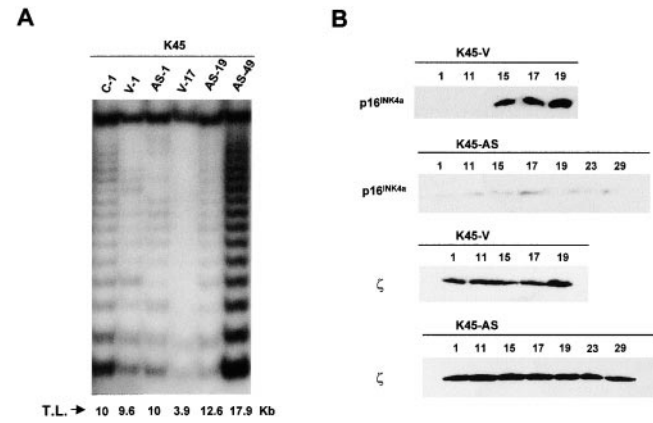 A
K45
C-1 V-1 AS-1 V-17 AS-19 AS-49
T.L. → 10 9.6 10 3.9 12.6 17.9 Kb
B
K45-V
1 11 15 17 19
p16INK4a
K45-AS
1 11 15 17 19 23 29
p16INK4a
K45-V
1 11 15 17 19
ζ
K45-AS
1 11 15 17 19 23 29
ζ